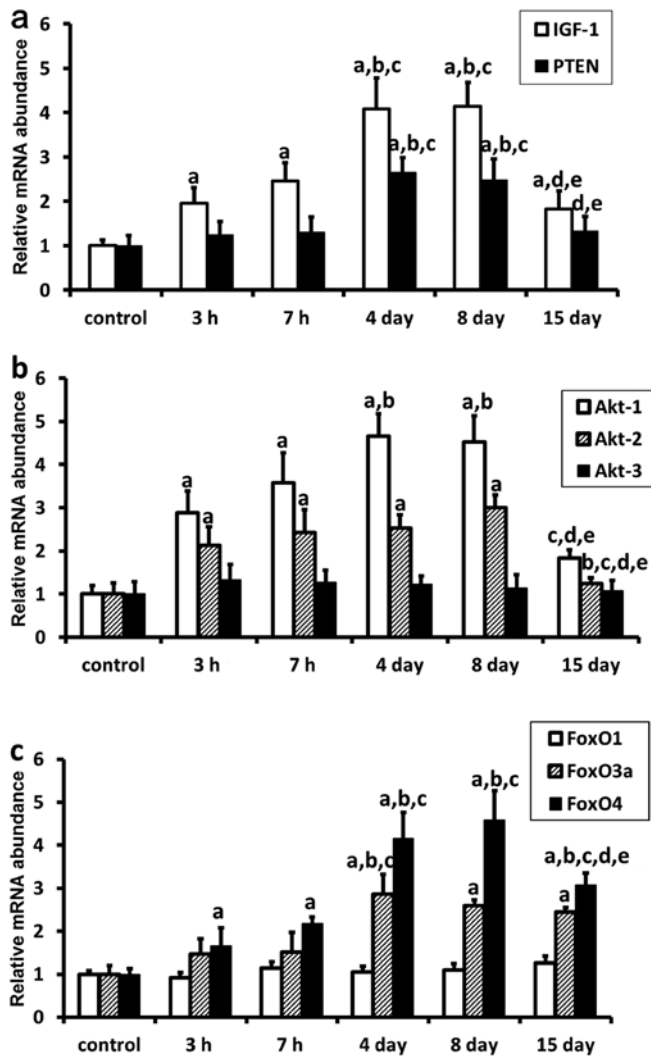 a
IGF-1
PTEN
Relative mRNA abundance
6
5
4
3
2
1
0
a
a
a,b,c
a,b,c
a,b,c
a,b,c
a,d,e
d,e
control 3 h 7 h 4 day 8 day 15 day
b
Akt-1
Akt-2
Akt-3
Relative mRNA abundance
6
5
4
3
2
1
0
a
a
a
a
a,b
a
a,b
a
c,d,e
b,c,d,e
control 3 h 7 h 4 day 8 day 15 day
c
FoxO1
FoxO3a
FoxO4
Relative mRNA abundance
6
5
4
3
2
1
0
a
a
a,b,c
a,b,c
a
a,b,c
a
a,b,c,d,e
control 3 h 7 h 4 day 8 day 15 day